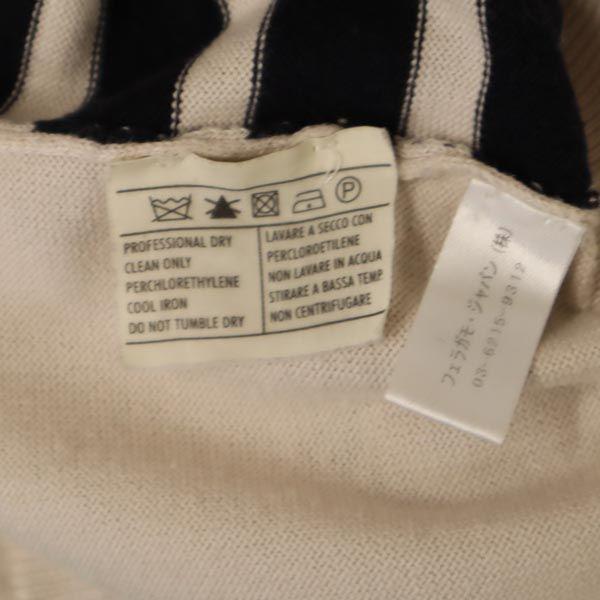 P
PROFESSIONAL DRY
CLEAN ONLY
PERCHLORETHYLENE
COOL IRON
DO NOT TUMBLE DRY
LAVARE A SECCO CON
PERCLOROETILENE
NON LAVARE IN ACQUA
STIRARE A BASSA TEMP
NON CENTRIFUGARE
フェラガモ・ジャパン(株)
03-6215-9312